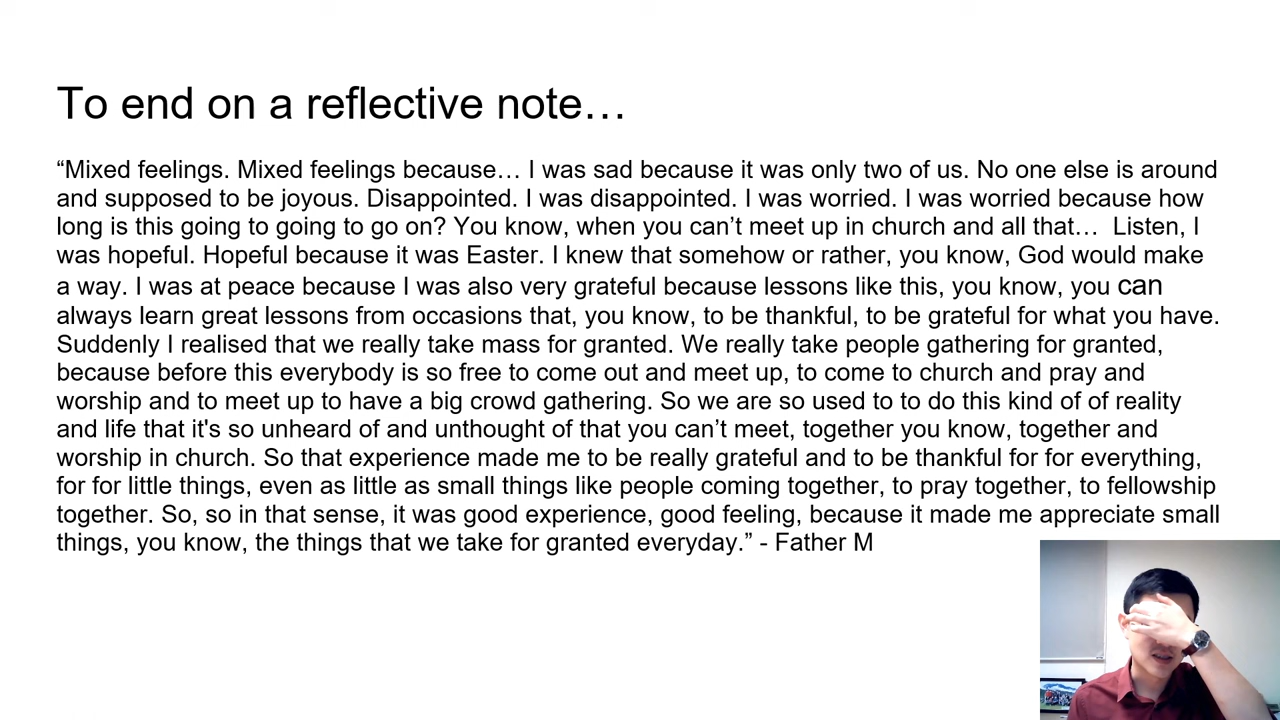 To end on a reflective note…
“Mixed feelings. Mixed feelings because… I was sad because it was only two of us. No one else is around
and supposed to be joyous. Disappointed. I was disappointed. I was worried. I was worried because how
long is this going to going to go on? You know, when you can’t meet up in church and all that…  Listen, I
was hopeful. Hopeful because it was Easter. I knew that somehow or rather, you know, God would make
a way. I was at peace because I was also very grateful because lessons like this, you know, you can
always learn great lessons from occasions that, you know, to be thankful, to be grateful for what you have.
Suddenly I realised that we really take mass for granted. We really take people gathering for granted,
because before this everybody is so free to come out and meet up, to come to church and pray and
worship and to meet up to have a big crowd gathering. So we are so used to to do this kind of of reality
and life that it's so unheard of and unthought of that you can’t meet, together you know, together and
worship in church. So that experience made me to be really grateful and to be thankful for for everything,
for for little things, even as little as small things like people coming together, to pray together, to fellowship
together. So, so in that sense, it was good experience, good feeling, because it made me appreciate small
things, you know, the things that we take for granted everyday.” - Father M